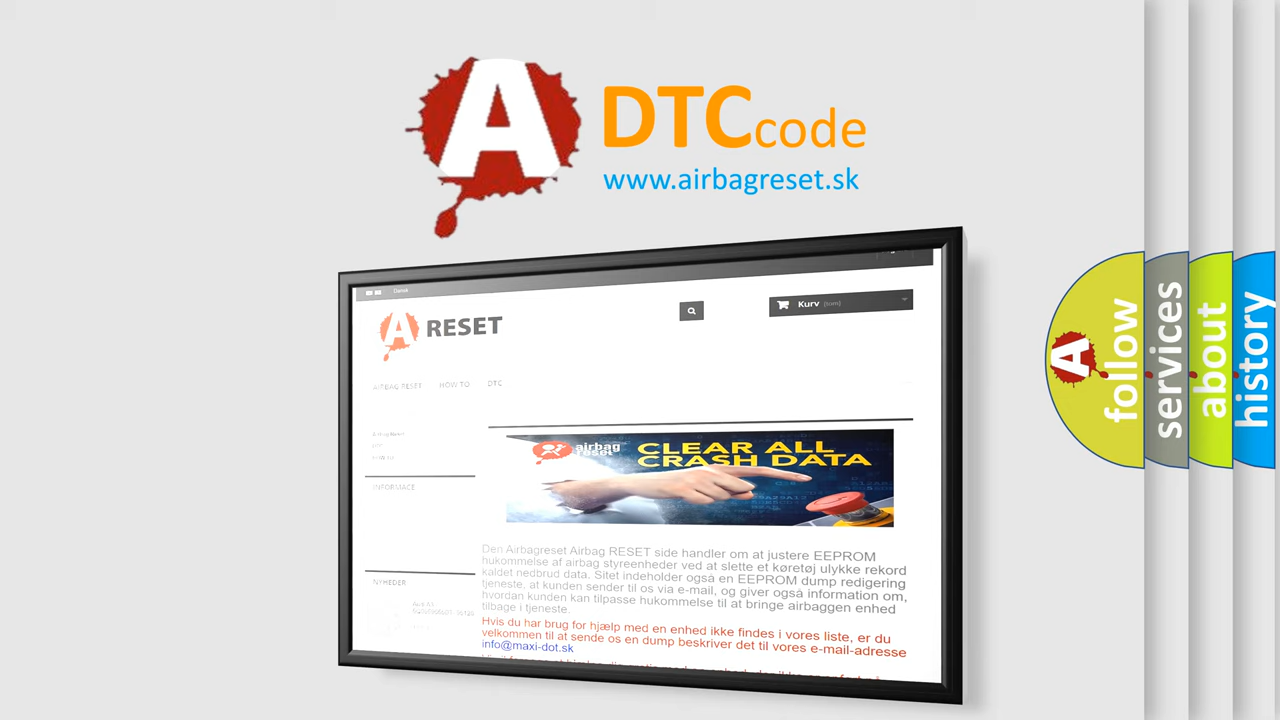 A
DTCcode
www.airbagreset.sk
Dansk
A RESET
Kurv (tom)
AIRBAG RESET HOW TO DTC
INFORMACE
airbag
reset
CLEAR ALL
CRASH DATA
Den Airbagreset Airbag RESET side handler om at justere EEPROM
hukommelse af airbag styreenheder ved at slette et køretøj ulykke rekord
kaldet nedbrud data. Sitet indeholder også en EEPROM dump redigering
tjeneste, at kunden sender til os via e-mail, og giver også information om,
hvordan kunden kan tilpasse hukommelse til at bringe airbaggen enhed
tilbage i tjeneste.
Hvis du har brug for hjælp med en enhed ikke findes i vores liste, er du
velkommen til at sende os en dump beskriver det til vores e-mail-adresse
info@maxi-dot.sk
NYHEDER
A
follow
services
about
history